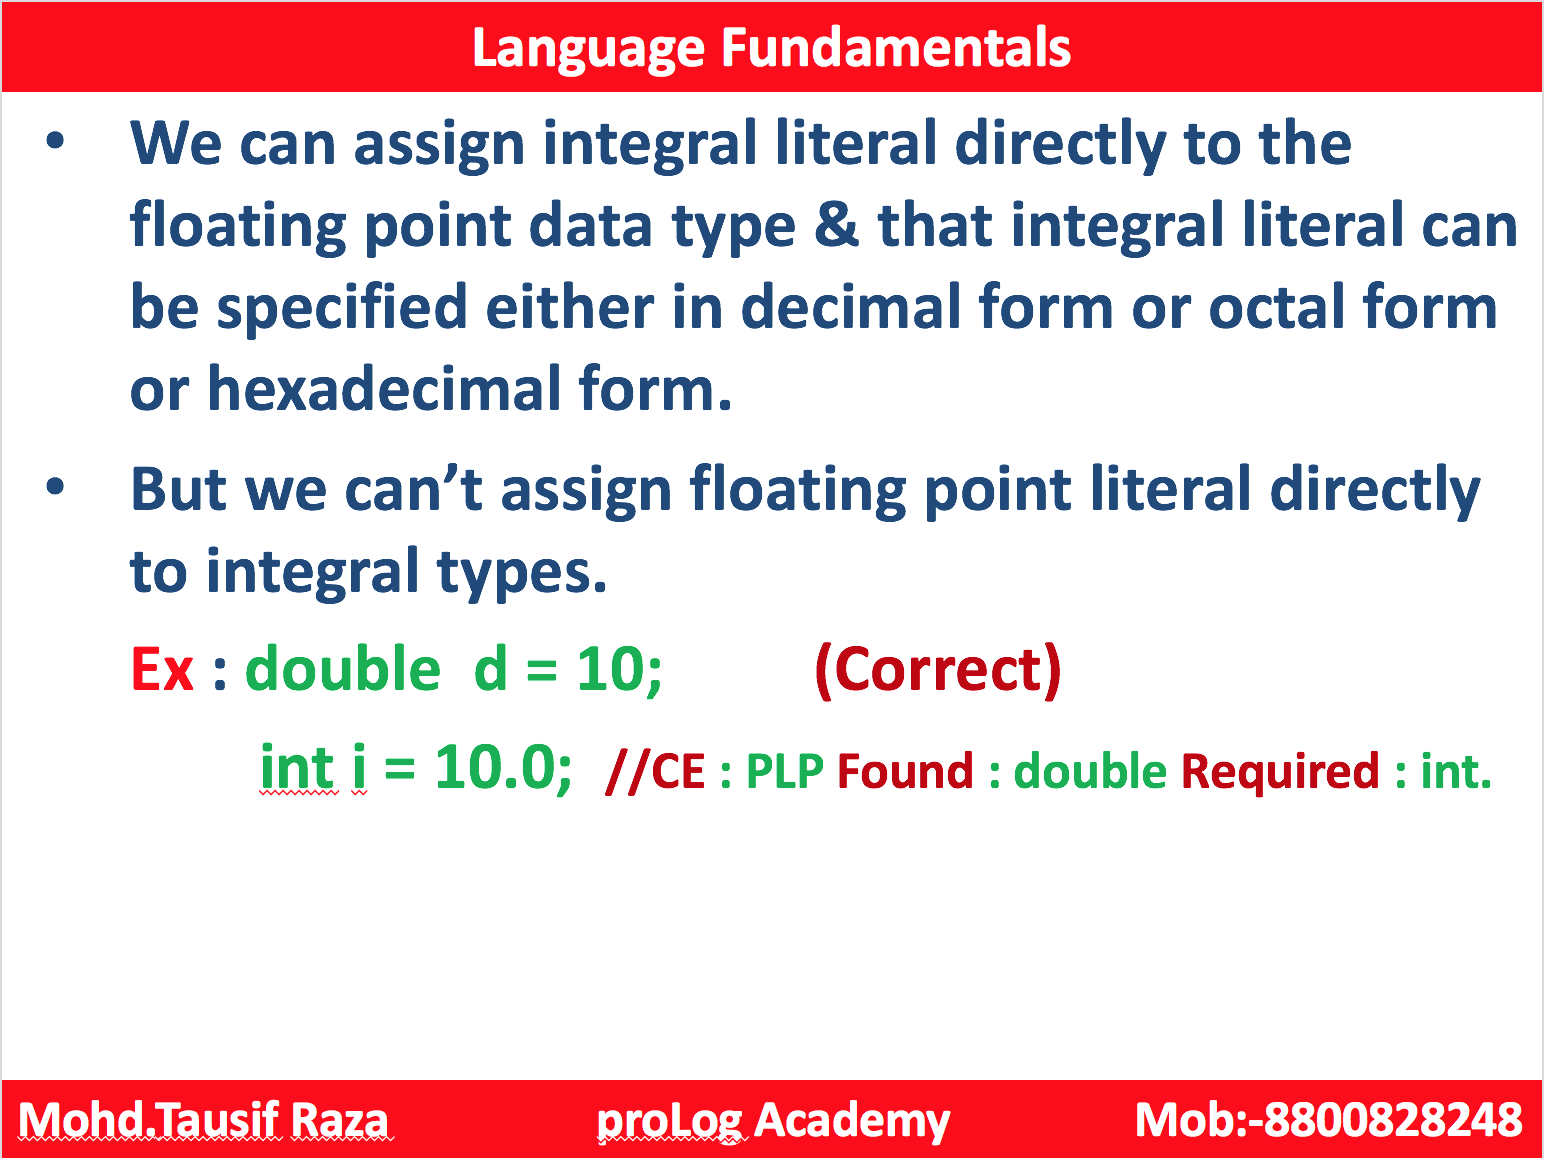 Language Fundamentals
• We can assign integral literal directly to the
floating point data type & that integral literal can
be specified either in decimal form or octal form
or hexadecimal form.
• But we can’t assign floating point literal directly
to integral types.
Ex : double d = 10; (Correct)
int i = 10.0; //CE : PLP Found : double Required : int.
Mohd.Tausif Raza proLog Academy Mob:-8800828248